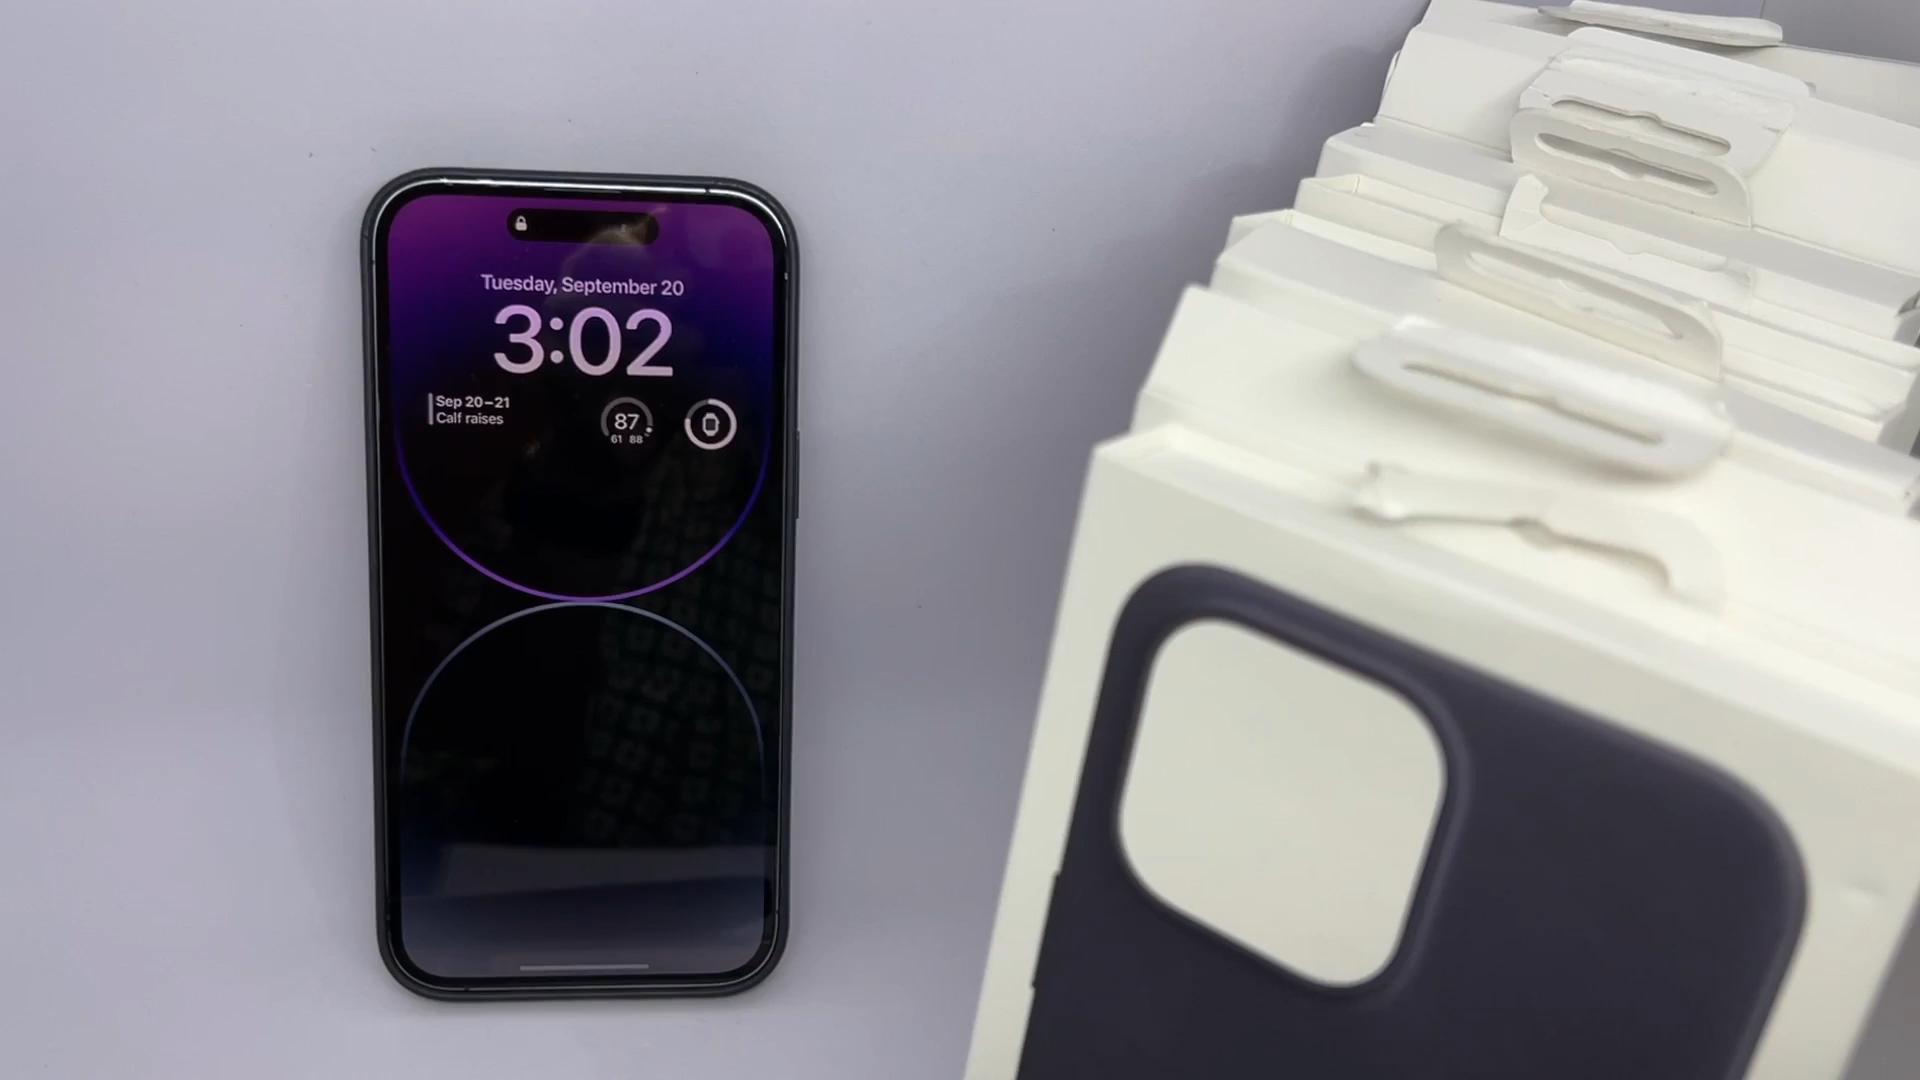 Tuesday, September 20
3:02
Sep 20–21
Calf raises
87
61 88